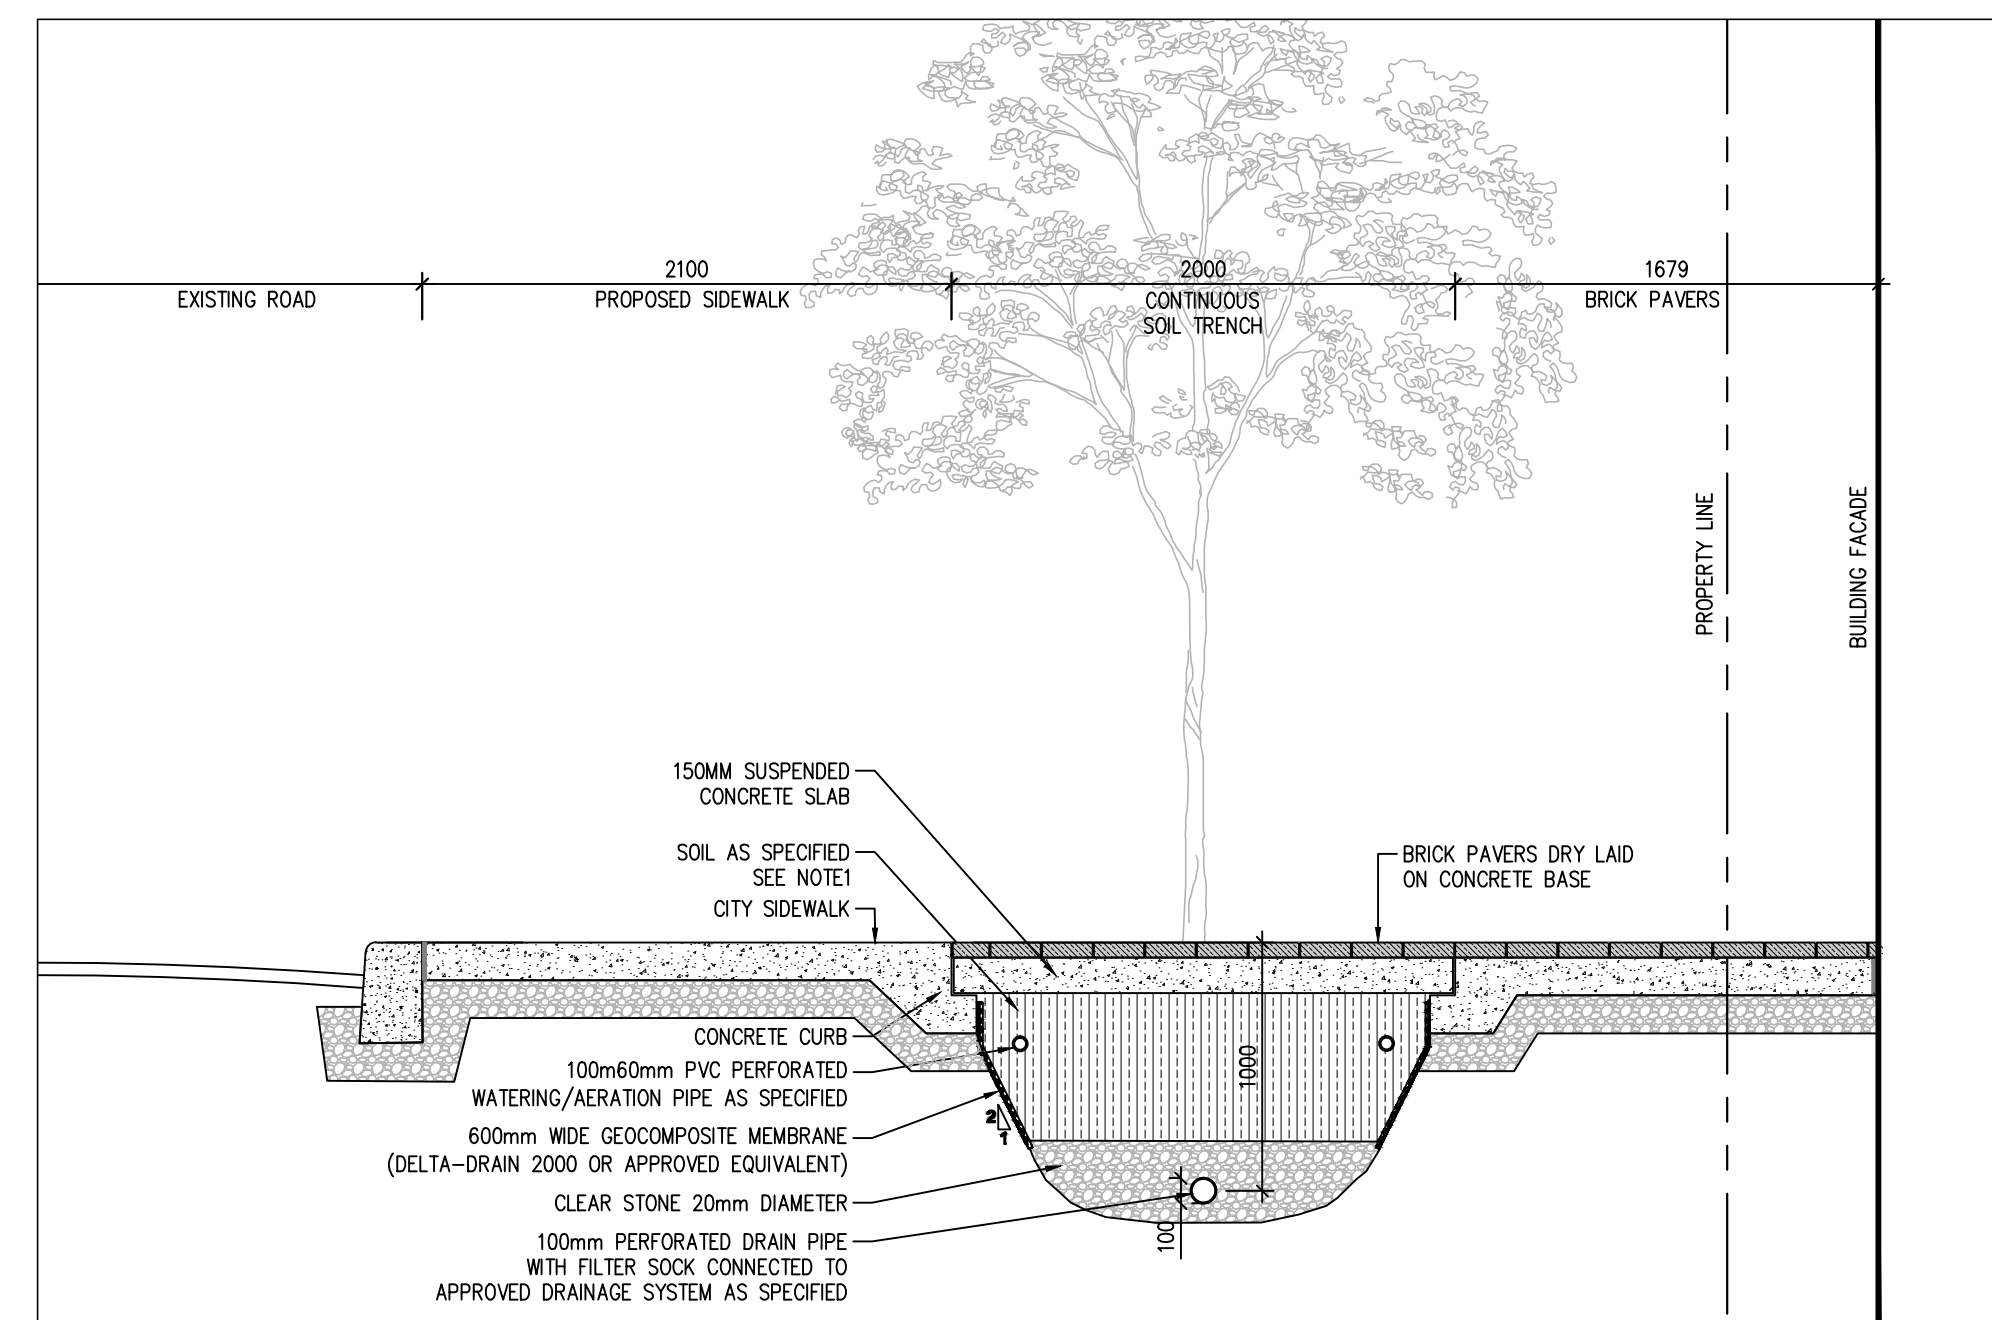 2100
2000
1679
EXISTING ROAD
PROPOSED SIDEWALK
CONTINUOUS
SOIL TRENCH
BRICK PAVERS
PROPERTY LINE
BUILDING FACADE
150MM SUSPENDED
CONCRETE SLAB
SOIL AS SPECIFIED
SEE NOTE1
CITY SIDEWALK
BRICK PAVERS DRY LAID
ON CONCRETE BASE
CONCRETE CURB
100m60mm PVC PERFORATED
WATERING/AERATION PIPE AS SPECIFIED
600mm WIDE GEOCOMPOSITE MEMBRANE
(DELTA-DRAIN 2000 OR APPROVED EQUIVALENT)
2
1
1000
CLEAR STONE 20mm DIAMETER
100mm PERFORATED DRAIN PIPE
WITH FILTER SOCK CONNECTED TO
APPROVED DRAINAGE SYSTEM AS SPECIFIED
100